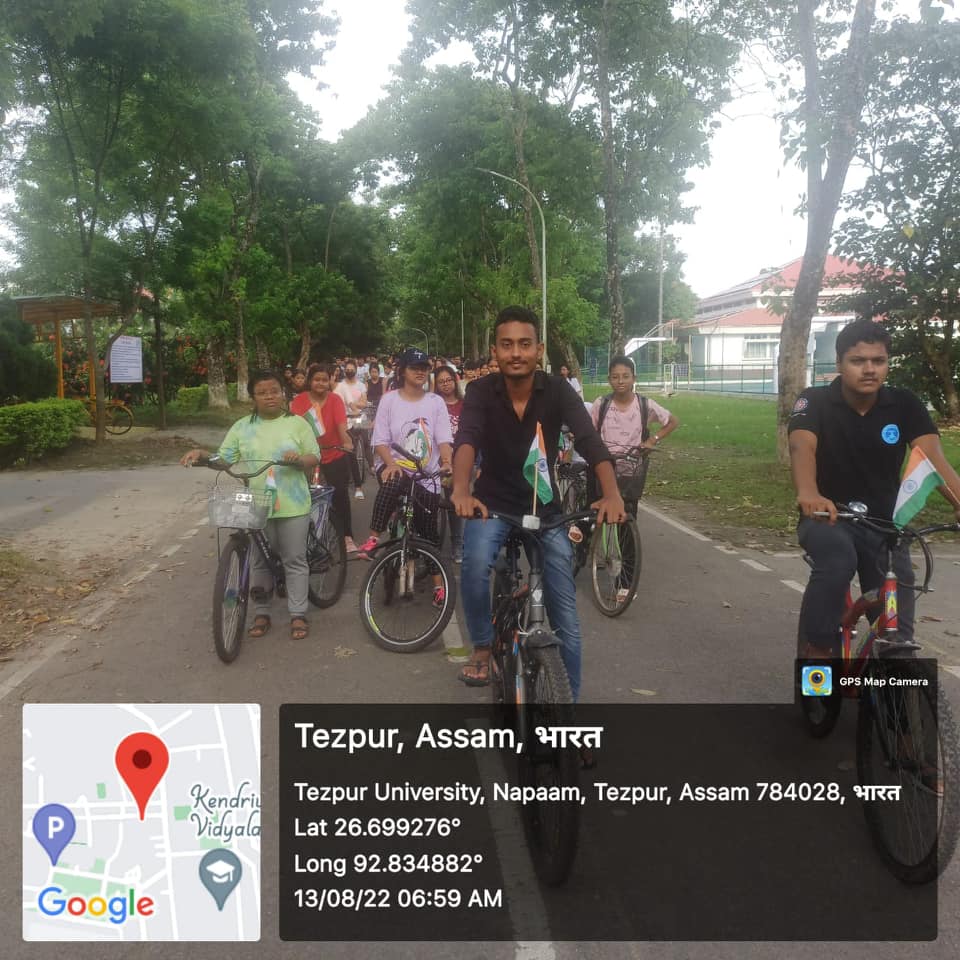 GPS Map Camera
Kendriy
Vidyala
P
Google
Tezpur, Assam, भारत
Tezpur University, Napaam, Tezpur, Assam 784028, भारत
Lat 26.699276°
Long 92.834882°
13/08/22 06:59 AM